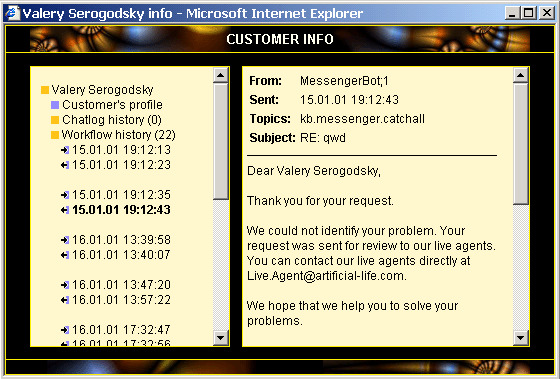 Valery Serogodsky info - Microsoft Internet Explorer
CUSTOMER INFO
Valery Serogodsky
Customer's profile
Chatlog history (0)
Workflow history (22)
15.01.01 19:12:13
15.01.01 19:12:23
15.01.01 19:12:35
15.01.01 19:12:43
16.01.01 13:39:58
16.01.01 13:40:07
16.01.01 13:47:20
16.01.01 13:57:22
16.01.01 17:32:47
16.01.01 17:32:56
From: MessengerBot;1
Sent: 15.01.01 19:12:43
Topics: kb.messenger.catchall
Subject: RE: qwd
Dear Valery Serogodsky,
Thank you for your request.
We could not identify your problem. Your
request was sent for review to our live agents.
You can contact our live agents directly at
Live.Agent@artificial-life.com.
We hope that we help you to solve your
problems.